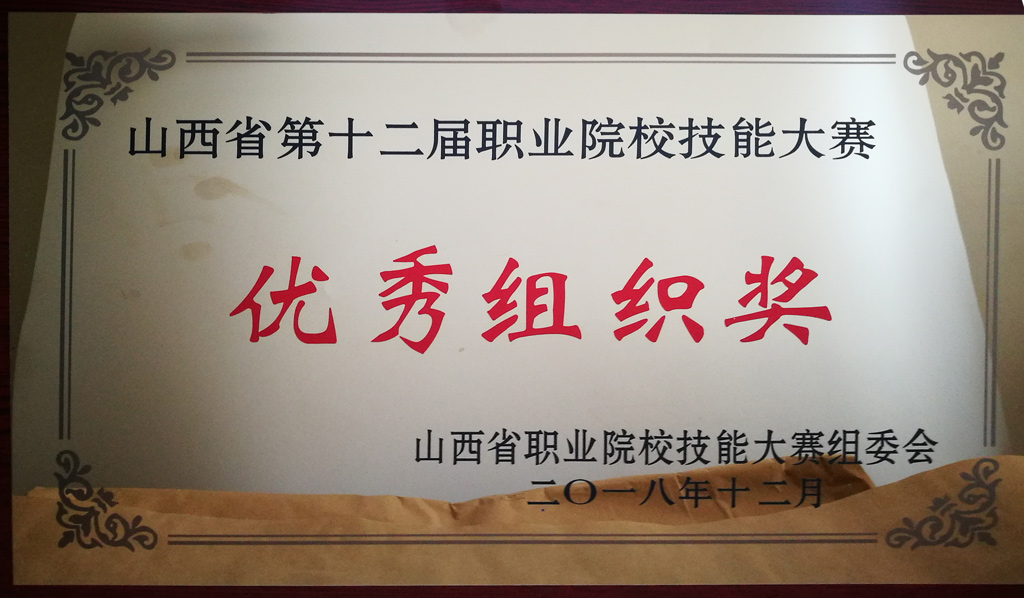 山西省第十二届职业院校技能大赛
优秀组织奖
山西省职业院校技能大赛组委会
二〇一八年十二月